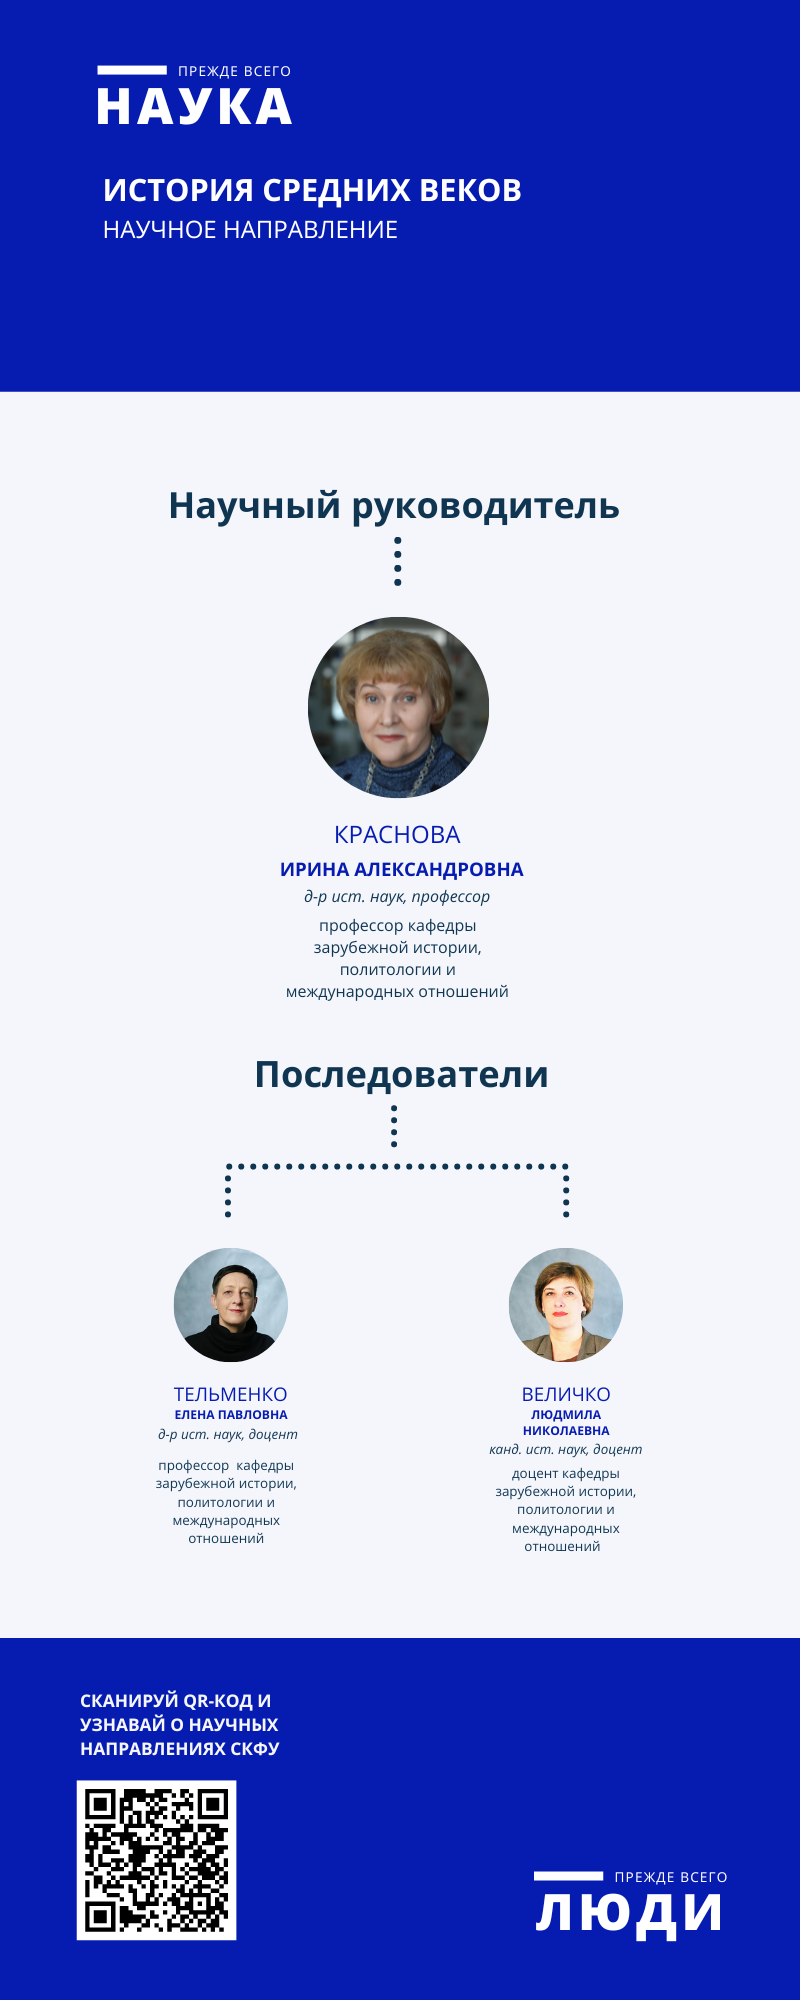 ПРЕЖДЕ ВСЕГО
НАУКА
ИСТОРИЯ СРЕДНИХ ВЕКОВ
НАУЧНОЕ НАПРАВЛЕНИЕ
Научный руководитель
КРАСНОВА
ИРИНА АЛЕКСАНДРОВНА
д-р ист. наук, профессор
профессор кафедры
зарубежной истории,
политологии и
международных отношений
Последователи
ТЕЛЬМЕНКО
ЕЛЕНА ПАВЛОВНА
д-р ист. наук, доцент
профессор кафедры
зарубежной истории,
политологии и
международных
отношений
ВЕЛИЧКО
ЛЮДМИЛА
НИКОЛАЕВНА
канд. ист. наук, доцент
доцент кафедры
зарубежной истории,
политологии и
международных
отношений
СКАНИРУЙ QR-КОД И
УЗНАВАЙ О НАУЧНЫХ
НАПРАВЛЕНИЯХ СКФУ
ПРЕЖДЕ ВСЕГО
ЛЮДИ